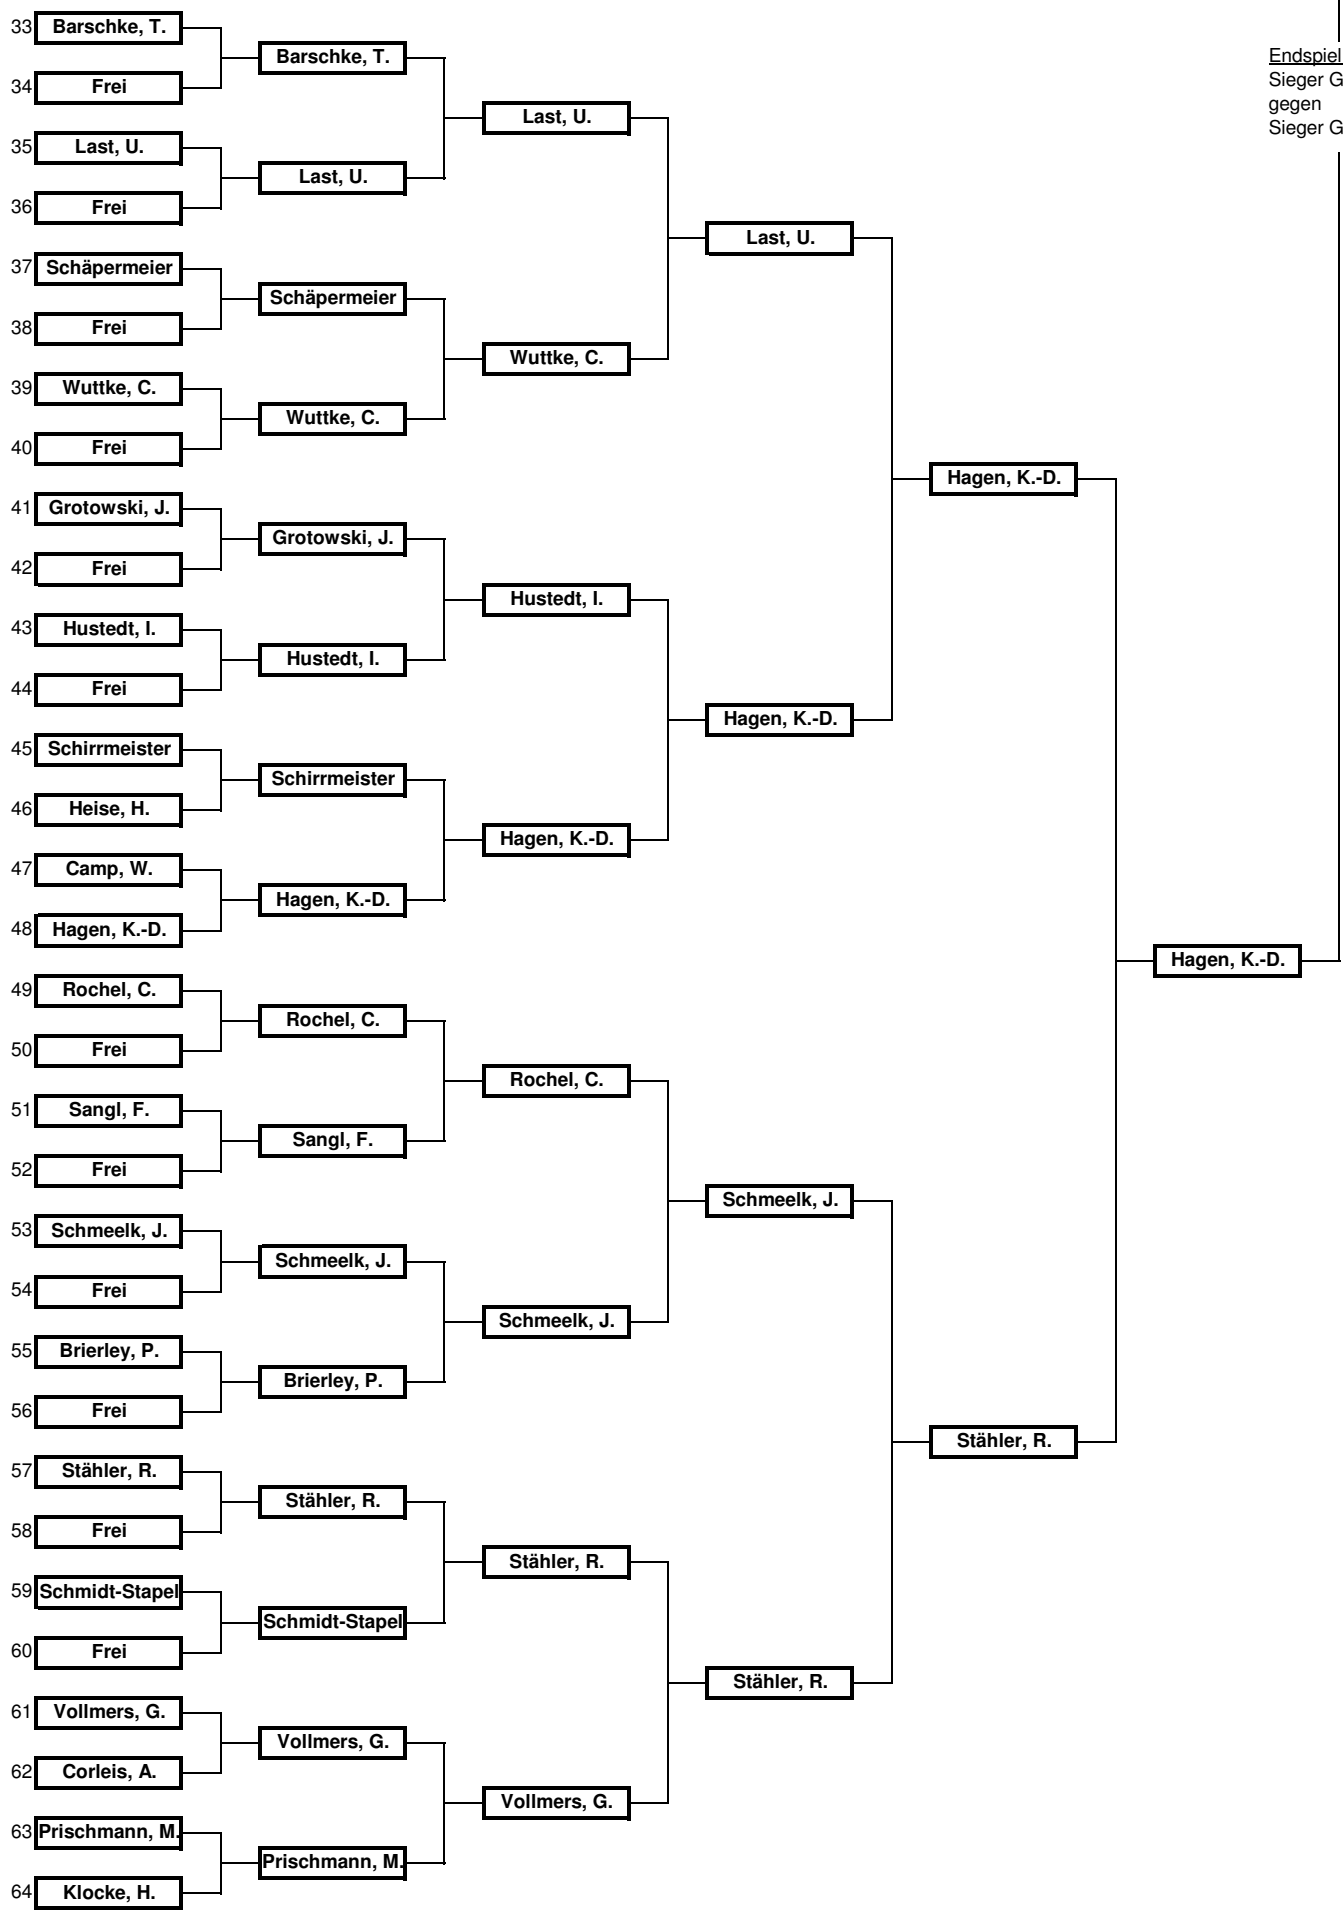 33 Barschke, T.
34 Frei
35 Last, U.
36 Frei
37 Schäpermeier
38 Frei
39 Wuttke, C.
40 Frei
41 Grotowski, J.
42 Frei
43 Hustedt, I.
44 Frei
45 Schirrmeister
46 Heise, H.
47 Camp, W.
48 Hagen, K.-D.
49 Rochel, C.
50 Frei
51 Sangl, F.
52 Frei
53 Schmeelk, J.
54 Frei
55 Brierley, P.
56 Frei
57 Stähler, R.
58 Frei
59 Schmidt-Stapel
60 Frei
61 Vollmers, G.
62 Corleis, A.
63 Prischmann, M.
64 Klocke, H.
Barschke, T.
Last, U.
Schäpermeier
Wuttke, C.
Grotowski, J.
Hustedt, I.
Schirrmeister
Hagen, K.-D.
Rochel, C.
Sangl, F.
Schmeelk, J.
Brierley, P.
Stähler, R.
Schmidt-Stapel
Vollmers, G.
Prischmann, M.
Last, U.
Wuttke, C.
Hustedt, I.
Hagen, K.-D.
Rochel, C.
Schmeelk, J.
Stähler, R.
Vollmers, G.
Last, U.
Hagen, K.-D.
Schmeelk, J.
Stähler, R.
Hagen, K.-D.
Stähler, R.
Hagen, K.-D.
Endspiel
Sieger G
gegen
Sieger G